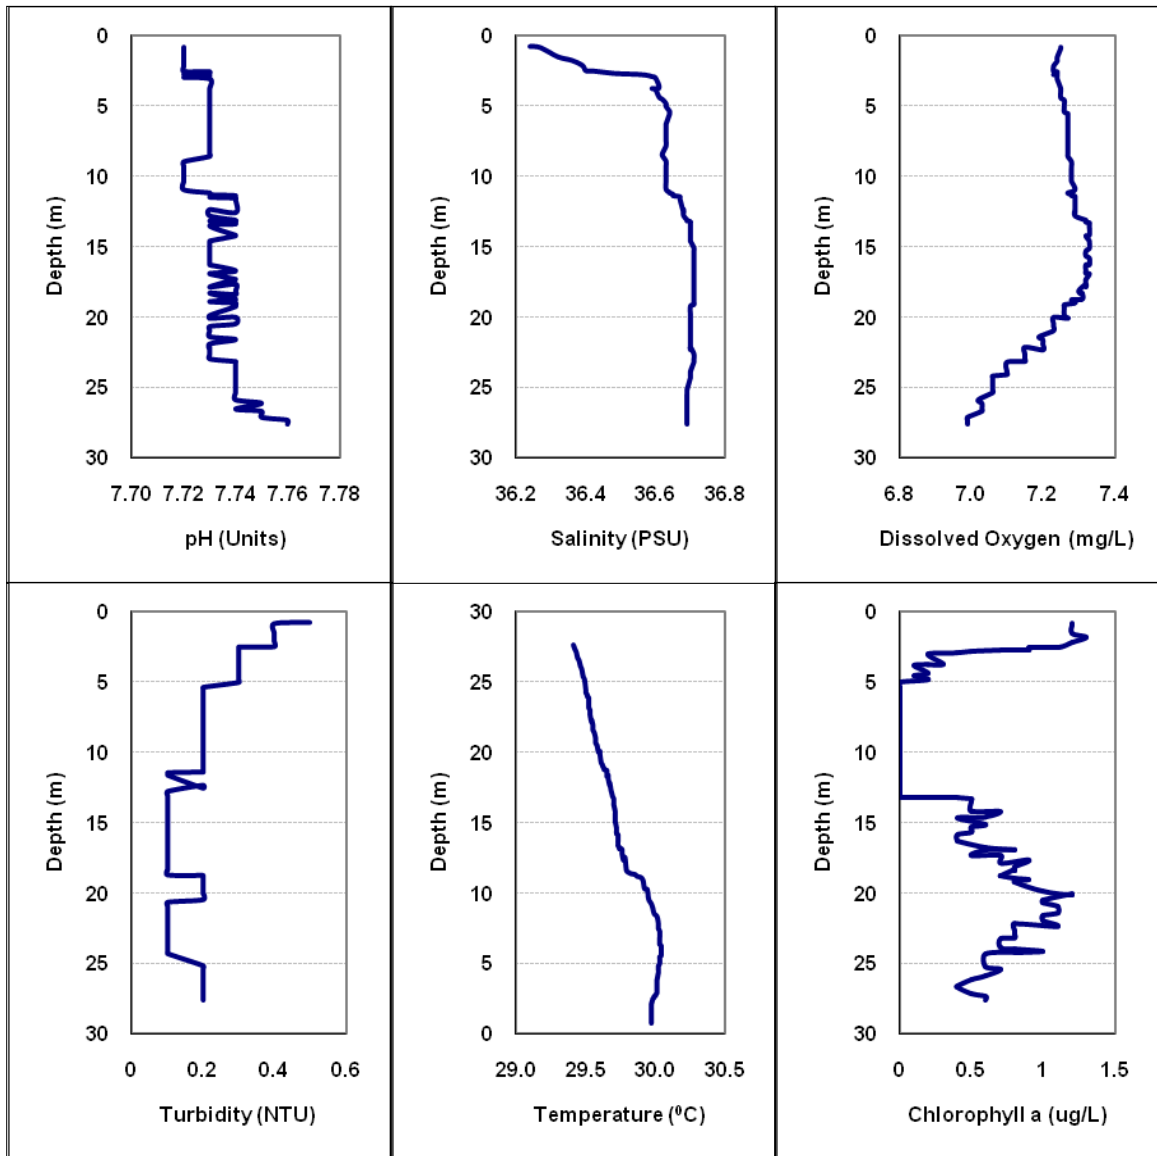 0
5
10
15
20
25
30
Depth (m)
7.70 7.72 7.74 7.76 7.78
pH (Units)
0
5
10
15
20
25
30
Depth (m)
36.2 36.4 36.6 36.8
Salinity (PSU)
0
5
10
15
20
25
30
Depth (m)
6.8 7.0 7.2 7.4
Dissolved Oxygen (mg/L)
0
5
10
15
20
25
30
Depth (m)
0 0.2 0.4 0.6
Turbidity (NTU)
30
25
20
15
10
5
0
Depth (m)
29.0 29.5 30.0 30.5
Temperature (⁰C)
0
5
10
15
20
25
30
Depth (m)
0 0.5 1 1.5
Chlorophyll a (ug/L)